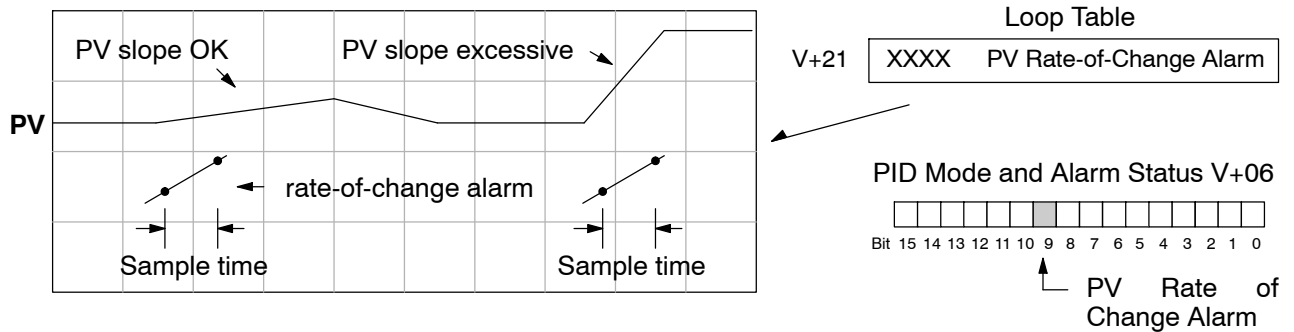 PV slope OK
PV slope excessive
PV
rate-of-change alarm
Sample time
Sample time
Loop Table
V+21 XXXX PV Rate-of-Change Alarm
PID Mode and Alarm Status V+06
Bit 15 14 13 12 11 10 9 8 7 6 5 4 3 2 1 0
PV Rate of
Change Alarm